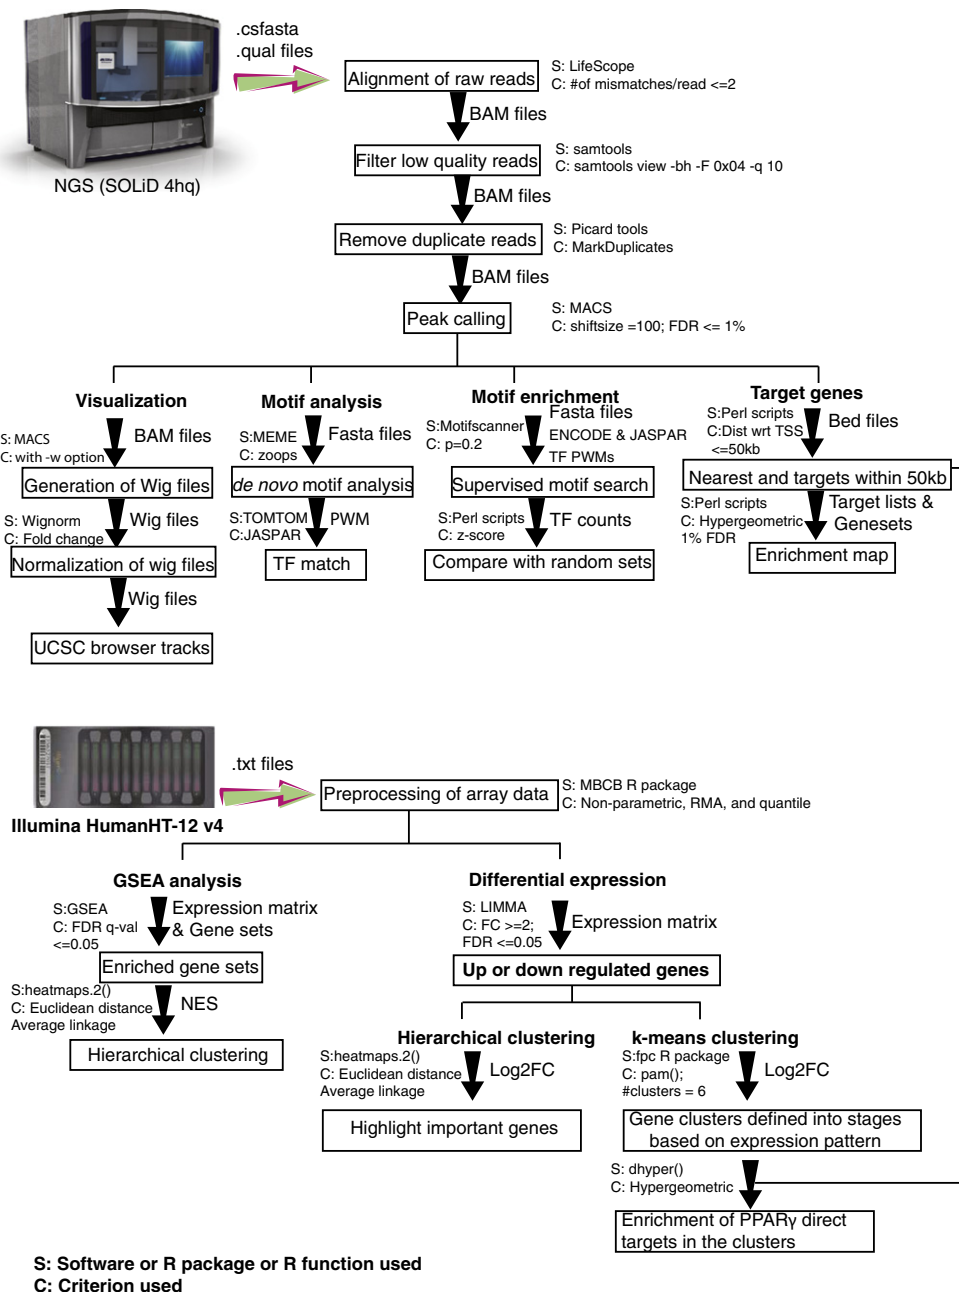 .csfasta
.qual files
NGS (SOLiD 4hq)
Alignment of raw reads
S: LifeScope
C: #of mismatches/read <=2
BAM files
Filter low quality reads
S: samtools
C: samtools view -bh -F 0x04 -q 10
BAM files
Remove duplicate reads
S: Picard tools
C: MarkDuplicates
BAM files
Peak calling
S: MACS
C: shiftsize =100; FDR <= 1%
Visualization
S: MACS
C: with -w option
BAM files
Generation of Wig files
S: Wignorm
C: Fold change
Wig files
Normalization of wig files
Wig files
UCSC browser tracks
Motif analysis
S:MEME
C: zoops
Fasta files
de novo motif analysis
S:TOMTOM
C:JASPAR
PWM
TF match
Motif enrichment
S:Motifscanner
C: p=0.2
Fasta files
ENCODE & JASPAR
TF PWMs
Supervised motif search
S:Perl scripts
C: z-score
TF counts
Compare with random sets
Target genes
S:Perl scripts
C:Dist wrt TSS
<=50kb
Bed files
Nearest and targets within 50kb
S:Perl scripts
C: Hypergeometric
1% FDR
Target lists &
Genesets
Enrichment map
Illumina HumanHT-12 v4
.txt files
Preprocessing of array data
S: MBCB R package
C: Non-parametric, RMA, and quantile
GSEA analysis
S:GSEA
C: FDR q-val
<=0.05
Expression matrix
& Gene sets
Enriched gene sets
S:heatmaps.2()
C: Euclidean distance
Average linkage
NES
Hierarchical clustering
Differential expression
S: LIMMA
C: FC >=2;
FDR <=0.05
Expression matrix
Up or down regulated genes
Hierarchical clustering
S:heatmaps.2()
C: Euclidean distance
Average linkage
Log2FC
Highlight important genes
k-means clustering
S:fpc R package
C: pam();
#clusters = 6
Log2FC
Gene clusters defined into stages
based on expression pattern
S: dhyper()
C: Hypergeometric
Enrichment of PPARγ direct
targets in the clusters
S: Software or R package or R function used
C: Criterion used